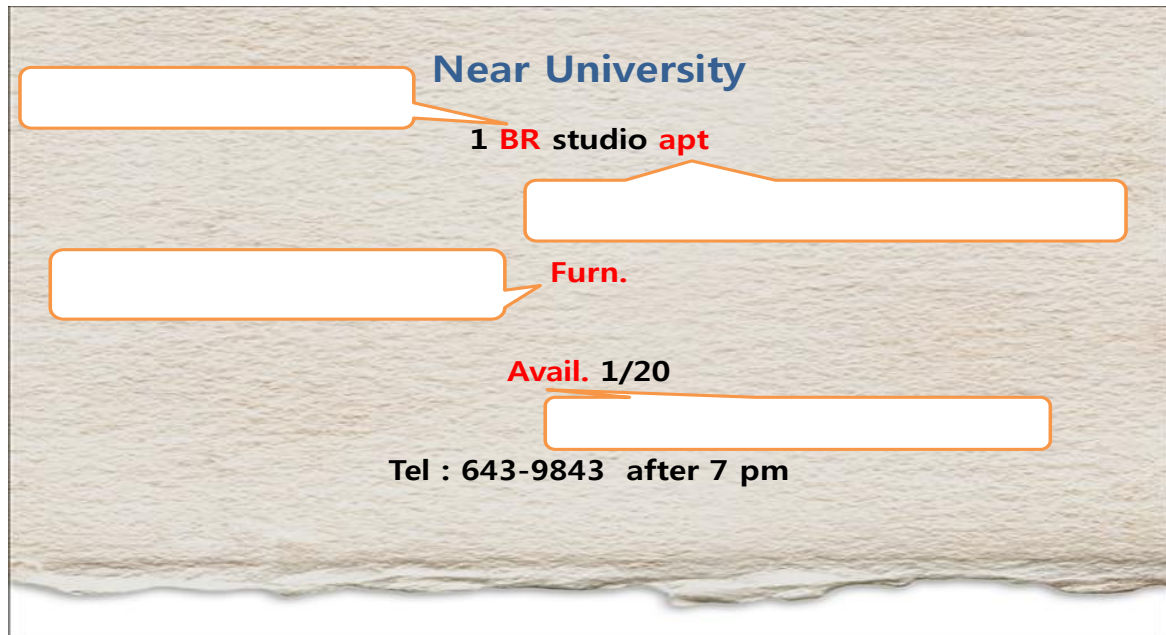 Near University
1 BR studio apt
Furn.
Avail. 1/20
Tel : 643-9843 after 7 pm